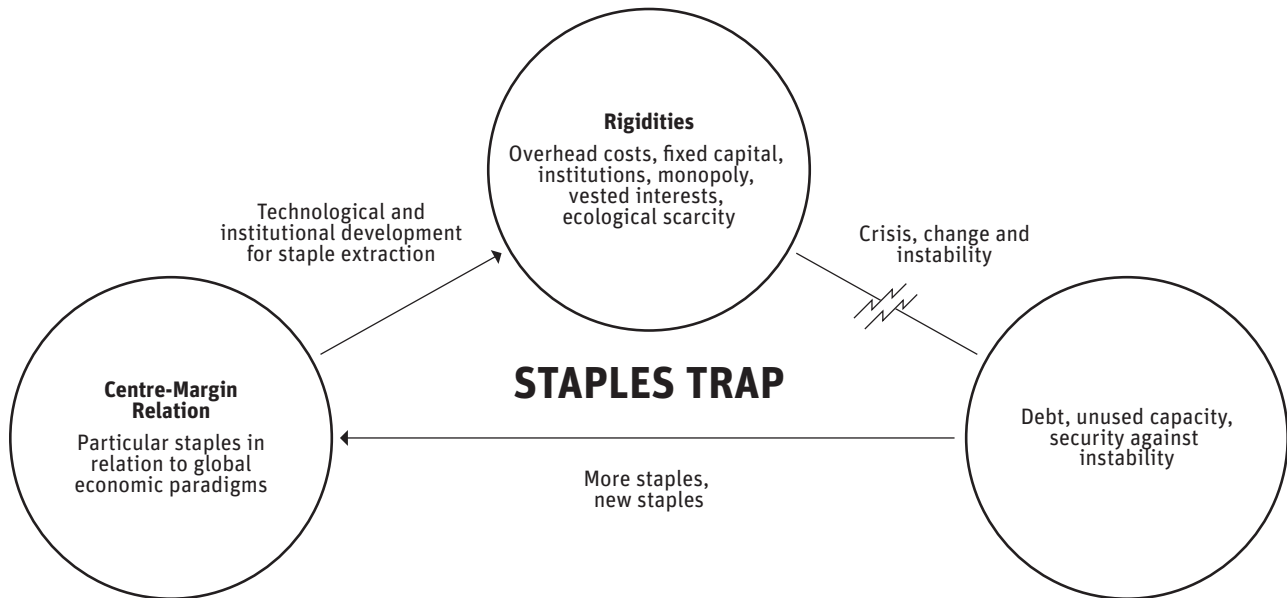 Rigidities
Overhead costs, fixed capital,
institutions, monopoly,
vested interests,
ecological scarcity
Technological and
institutional development
for staple extraction
Crisis, change and
instability
STAPLES TRAP
Centre-Margin
Relation
Particular staples in
relation to global
economic paradigms
Debt, unused capacity,
security against
instability
More staples,
new staples